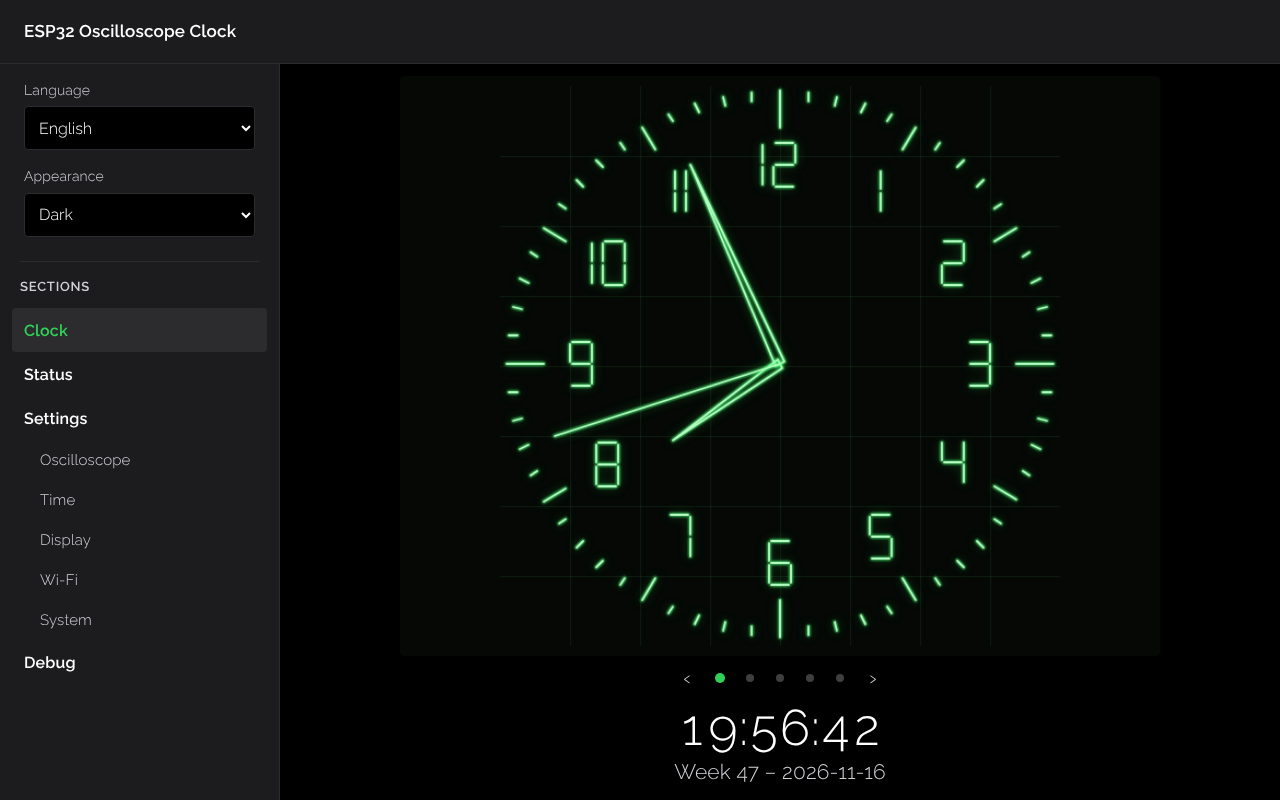 ESP32 Oscilloscope Clock
Language
English
Appearance
Dark
SECTIONS
Clock
Status
Settings
Oscilloscope
Time
Display
Wi-Fi
System
Debug
12
11
1
10
2
9
3
8
4
7
5
6
< >
19:56:42
Week 47 – 2026-11-16